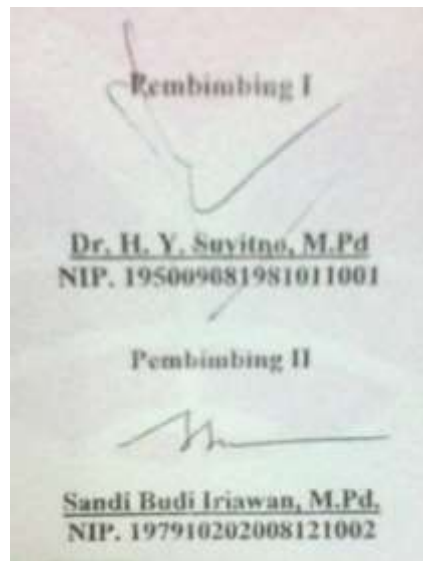 Pembimbing I
Dr. H. Y. Suyitno, M.Pd
NIP. 195009081981011001
Pembimbing II
Sandi Budi Iriawan, M.Pd.
NIP. 197910202008121002